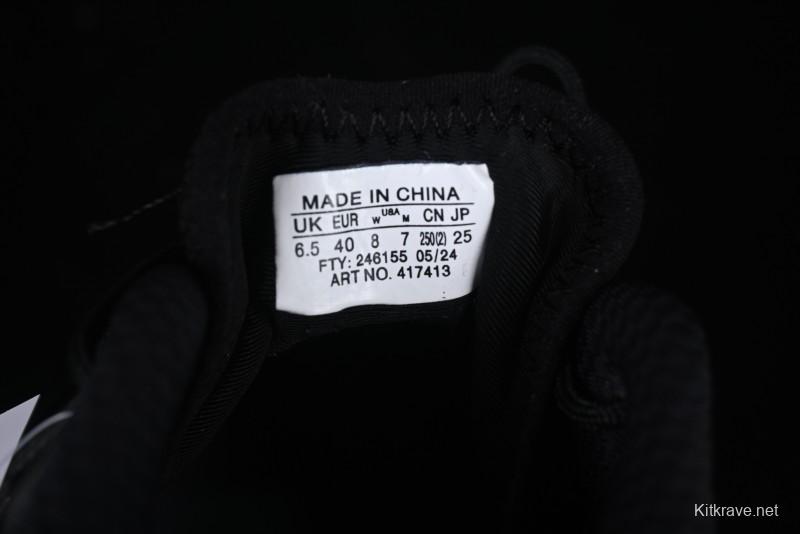 MADE IN CHINA
UK EUR W USA M CN JP
6.5 40 8 7 250(2) 25
FTY: 246155 05/24
ART NO. 417413
Kitkrave.net